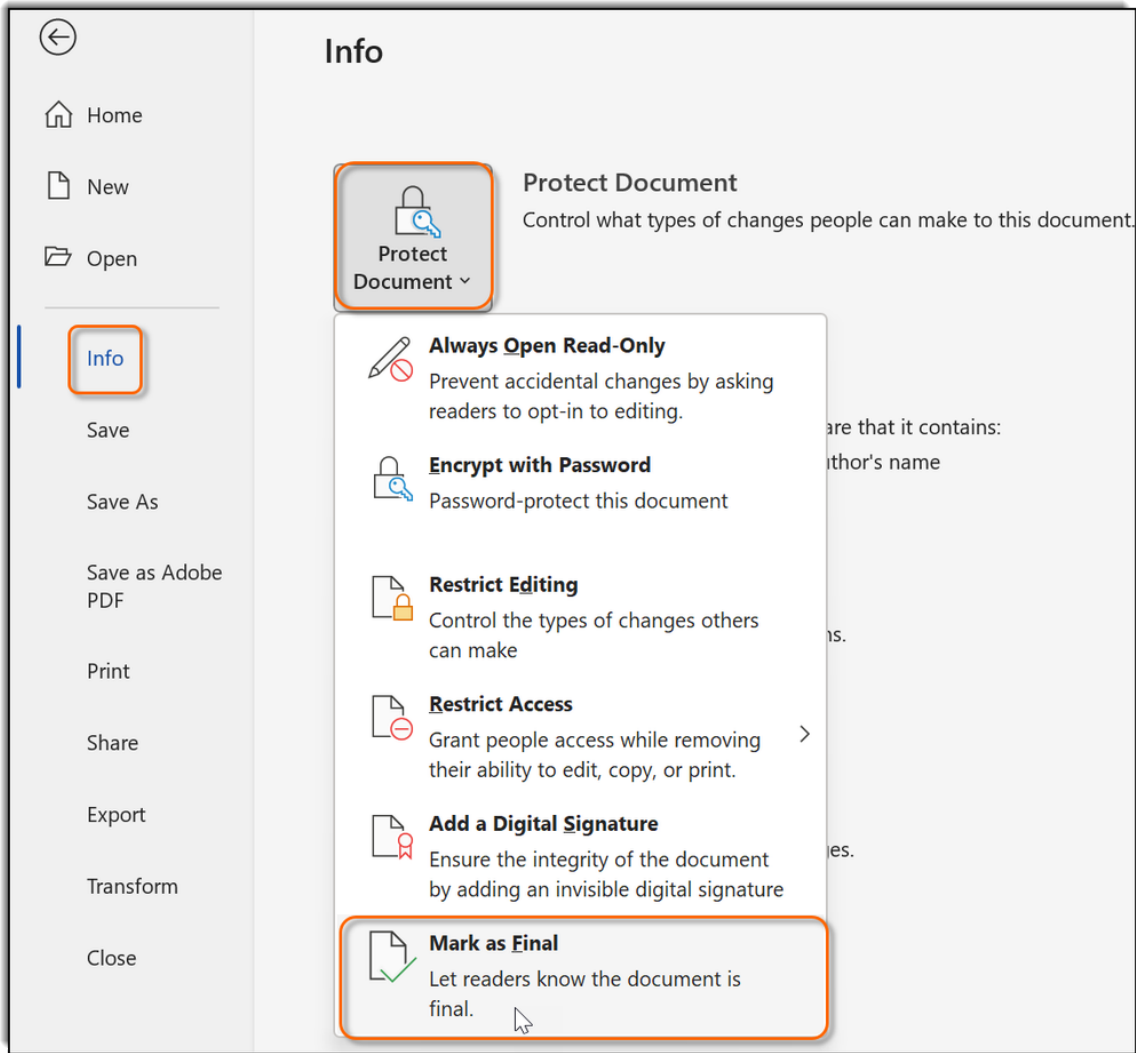 Info
Home
New
Open
Info
Save
Save As
Save as Adobe
PDF
Print
Share
Export
Transform
Close
Protect
Document
Protect Document
Control what types of changes people can make to this document.
Always Open Read-Only
Prevent accidental changes by asking
readers to opt-in to editing.
Encrypt with Password
Password-protect this document
Restrict Editing
Control the types of changes others
can make
Restrict Access
Grant people access while removing
their ability to edit, copy, or print.
Add a Digital Signature
Ensure the integrity of the document
by adding an invisible digital signature
Mark as Final
Let readers know the document is
final.
that it contains:
name